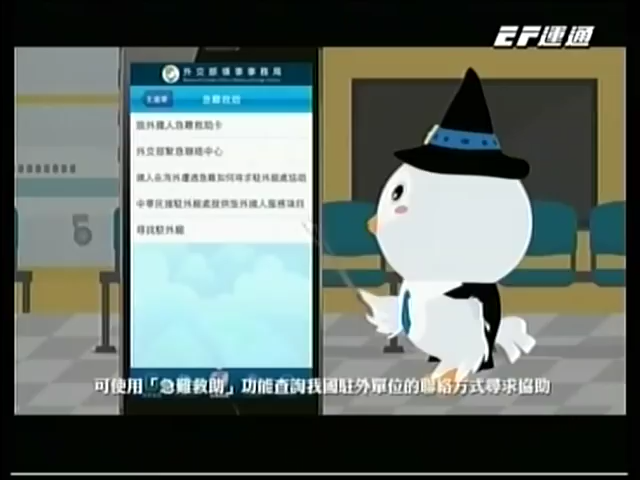 EF運通
外交部領事事務局
主選單
急難救助
旅外國人急難救助卡
外交部緊急聯絡中心
國人在海外遭遇急難如何尋求駐外館處協助
中華民國駐外館處提供旅外國人服務項目
尋找駐外館
5
可使用「急難救助」功能查詢我國駐外單位的聯絡方式尋求協助